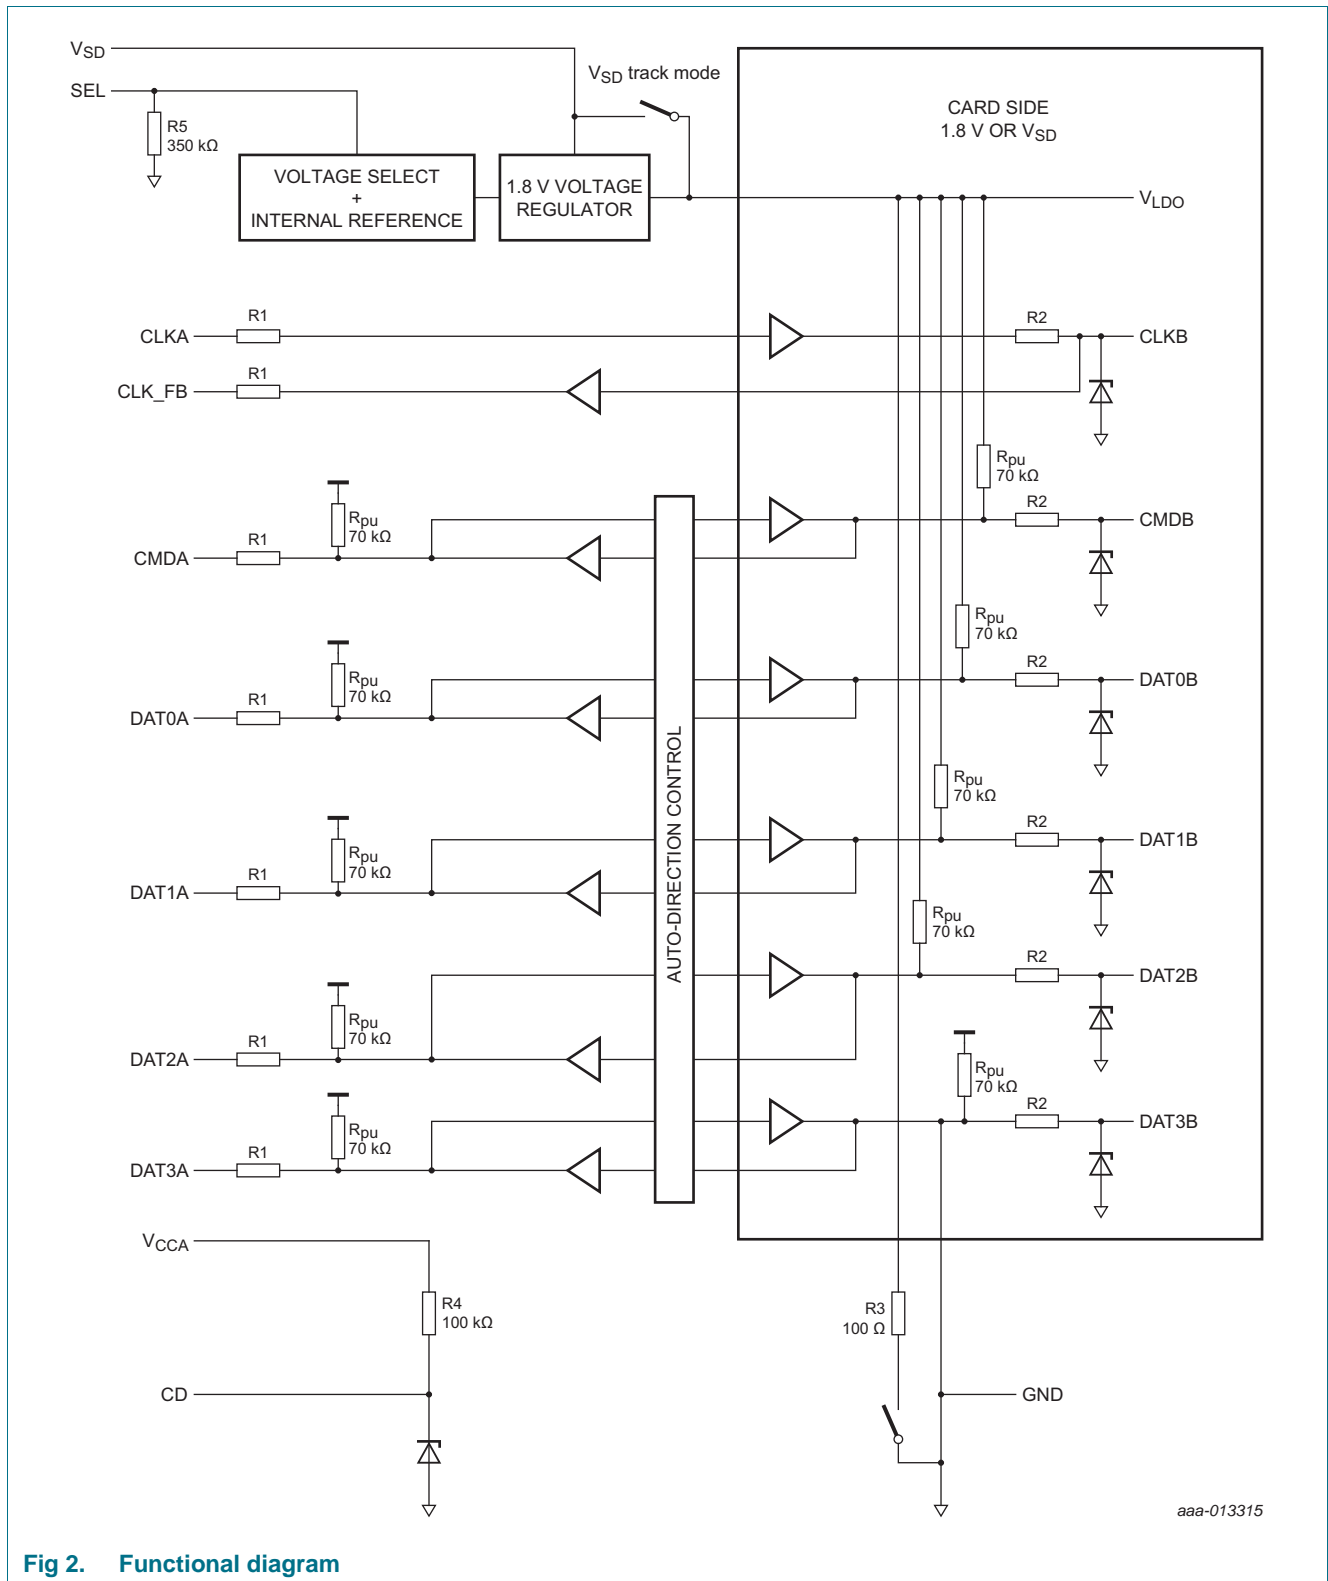 VSD
SEL
VSD track mode
R5
350 kΩ
VOLTAGE SELECT
+
INTERNAL REFERENCE
1.8 V VOLTAGE
REGULATOR
CARD SIDE
1.8 V OR VSD
VLDO
R1
R2
CLKA
CLKB
R1
CLK_FB
Rpu
70 kΩ
Rpu
70 kΩ
R1
R2
CMDA
CMDB
Rpu
70 kΩ
Rpu
70 kΩ
R1
R2
DAT0A
DAT0B
Rpu
70 kΩ
Rpu
70 kΩ
R1
R2
DAT1A
DAT1B
AUTO-DIRECTION CONTROL
Rpu
70 kΩ
Rpu
70 kΩ
R1
R2
DAT2A
DAT2B
Rpu
70 kΩ
Rpu
70 kΩ
R1
R2
DAT3A
DAT3B
VCCA
R4
100 kΩ
R3
100 Ω
CD
GND
aaa-013315
Fig 2. Functional diagram